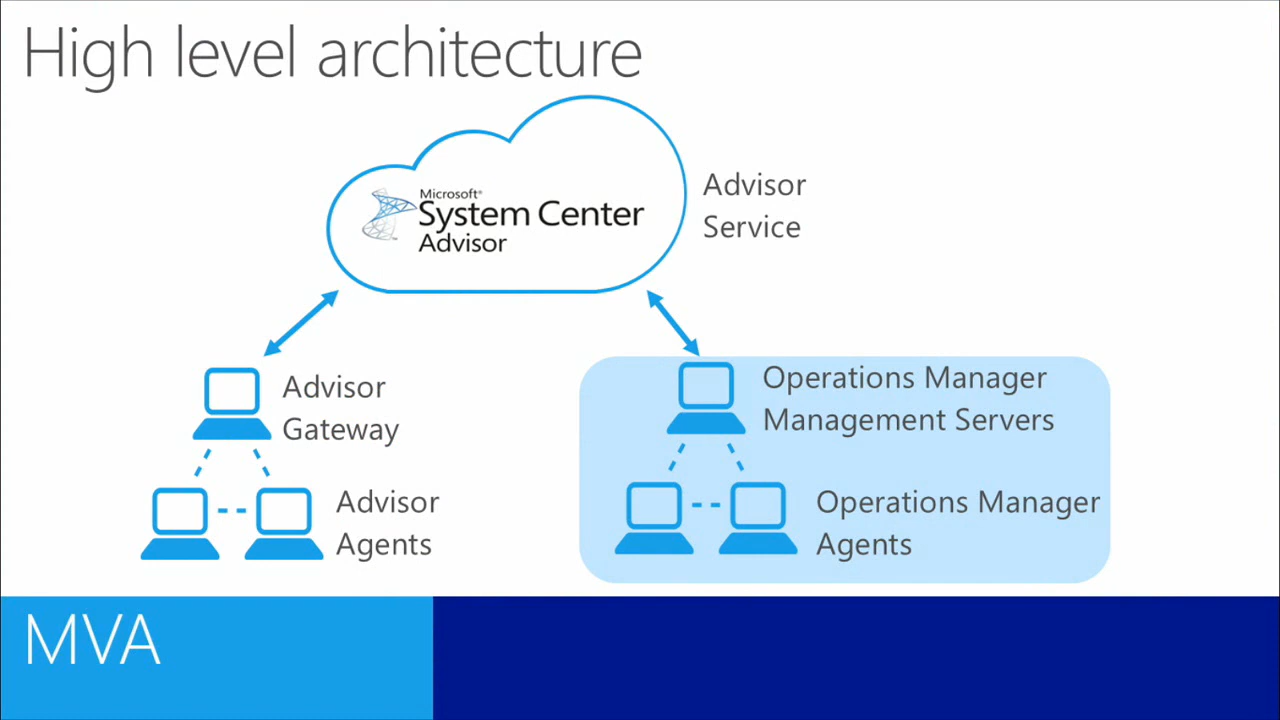 High level architecture
Microsoft®
System Center
Advisor
Advisor
Service
Advisor
Gateway
Operations Manager
Management Servers
Advisor
Agents
Operations Manager
Agents
MVA